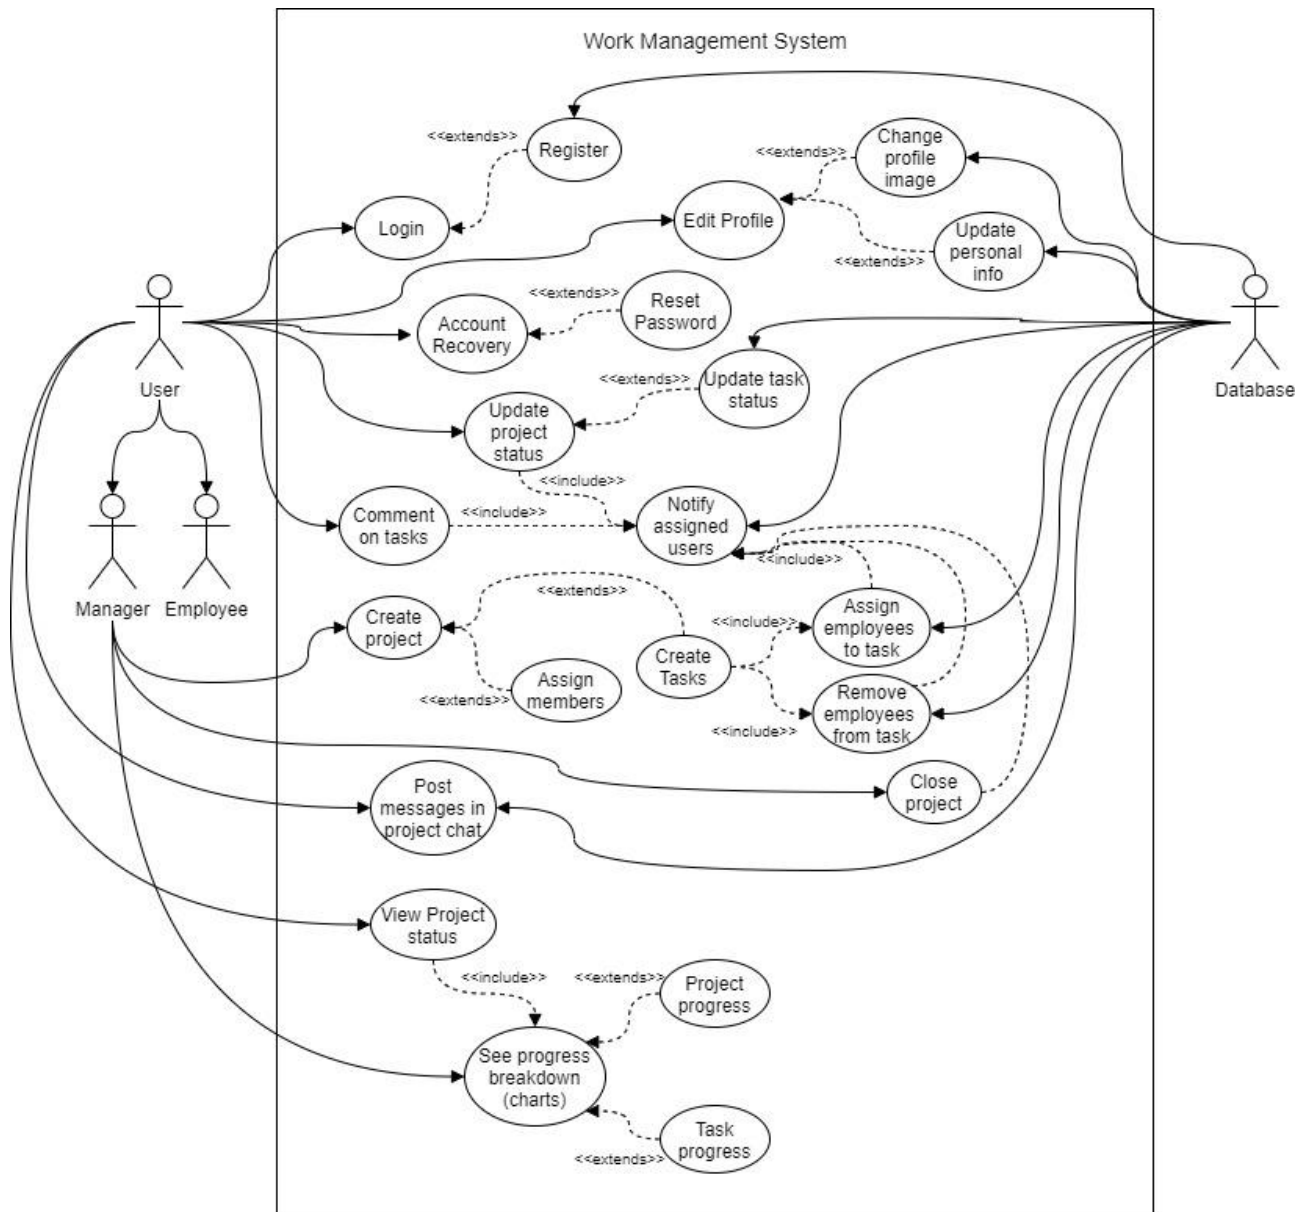 Work Management System
<<extends>>
Register
Change
profile
image
<<extends>>
Login
Edit Profile
Update
personal
info
<<extends>>
<<extends>>
Reset
Password
Account
Recovery
User
Database
<<extends>>
Update task
status
Update
project
status
<<include>>
Comment
on tasks
<<include>>
Notify
assigned
users
<<include>>
Manager
Employee
Create
project
<<extends>>
Assign
employees
to task
<<include>>
Create
Tasks
Assign
members
<<extends>>
Remove
employees
from task
<<include>>
Close
project
Post
messages in
project chat
View Project
status
<<include>>
<<extends>>
Project
progress
See progress
breakdown
(charts)
Task
progress
<<extends>>